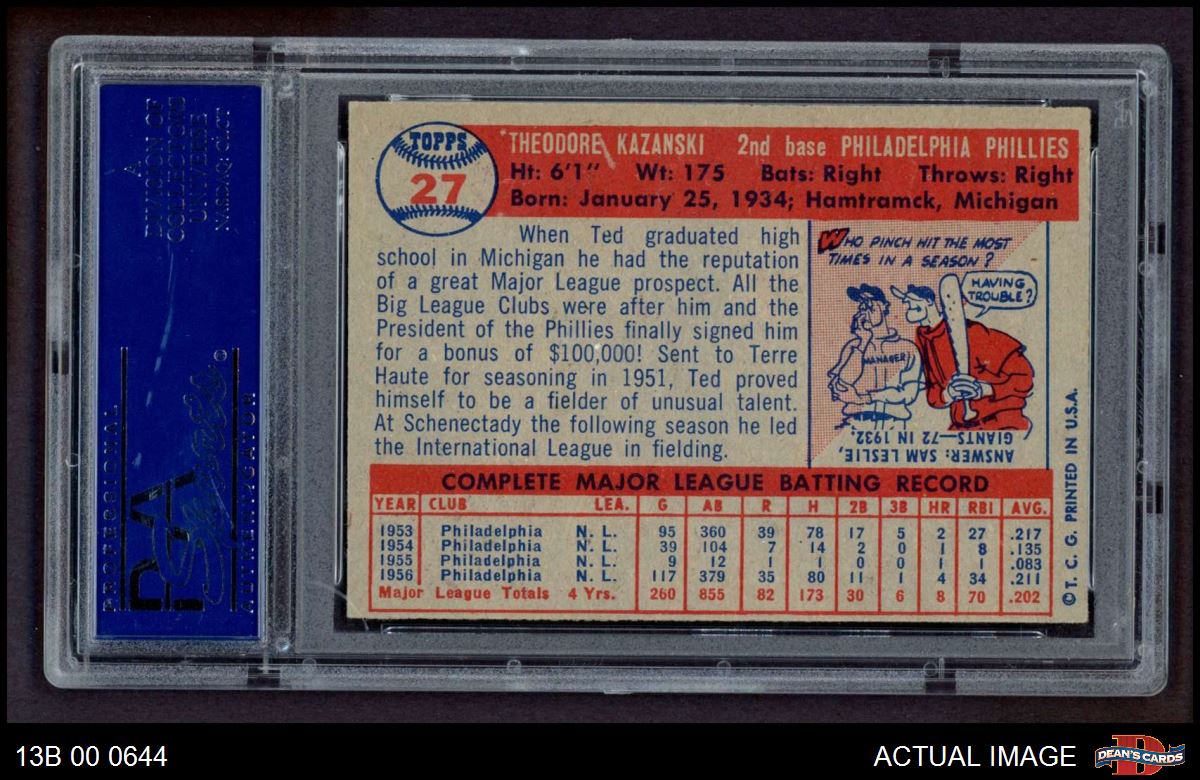 A
DIVISION OF
COLLECTORS
UNIVERSE
NASDAQ: CLCT
PROFESSIONAL
PSA
Sports
AUTHENTICATOR
TOPPS
27
THEODORE KAZANSKI 2nd base PHILADELPHIA PHILLIES
Ht: 6'1" Wt: 175 Bats: Right Throws: Right
Born: January 25, 1934; Hamtramck, Michigan
When Ted graduated high
school in Michigan he had the reputation
of a great Major League prospect. All the
Big League Clubs were after him and the
President of the Phillies finally signed him
for a bonus of $100,000! Sent to Terre
Haute for seasoning in 1951, Ted proved
himself to be a fielder of unusual talent.
At Schenectady the following season he led
the International League in fielding.
WHO PINCH HIT THE MOST
TIMES IN A SEASON?
HAVING
TROUBLE?
MANAGER
ANSWER: SAM LESLIE,
GIANTS—72 IN 1932.
COMPLETE MAJOR LEAGUE BATTING RECORD
YEAR CLUB LEA. G AB R H 2B 3B HR RBI AVG.
1953 Philadelphia N. L. 95 360 39 78 17 5 2 27 .217
1954 Philadelphia N. L. 39 104 7 14 2 0 1 8 .135
1955 Philadelphia N. L. 9 12 1 1 0 0 1 1 .083
1956 Philadelphia N. L. 117 379 35 80 11 1 4 34 .211
Major League Totals 4 Yrs. 260 855 82 173 30 6 8 70 .202
© T. C. G. PRINTED IN U.S.A.
13B 00 0644
ACTUAL IMAGE
DEAN'S CARDS